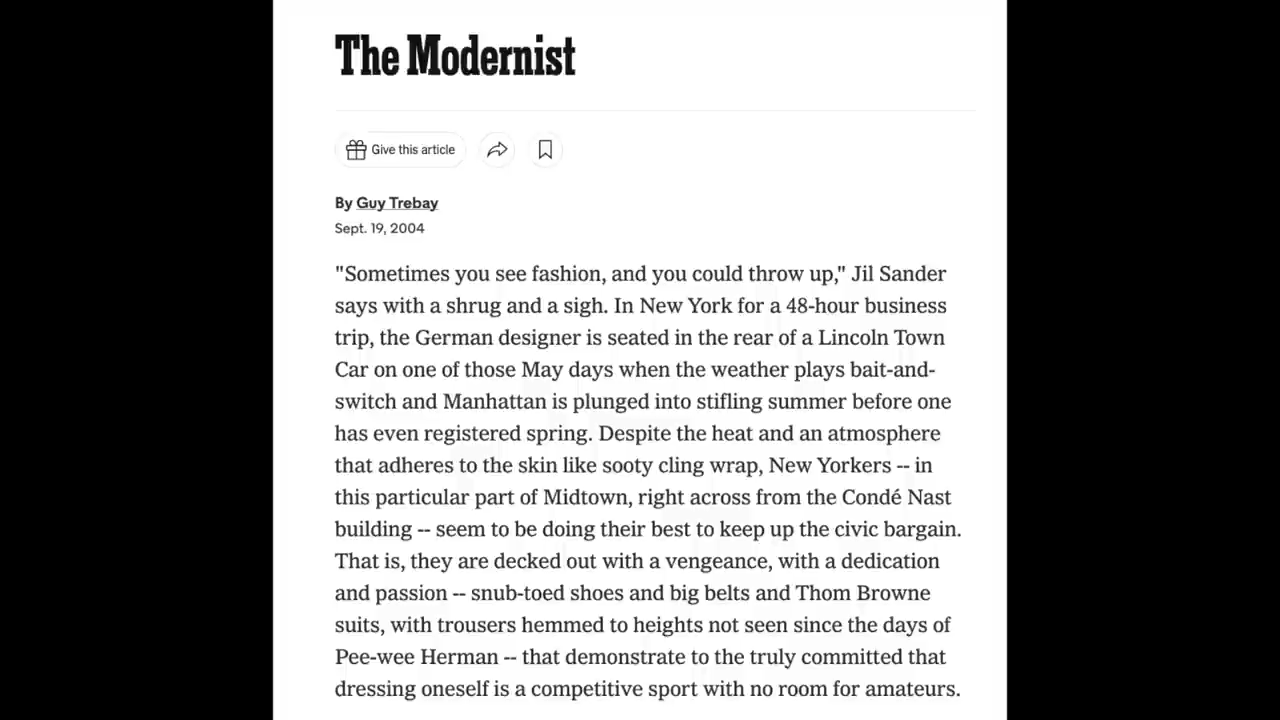 The Modernist
Give this article
By Guy Trebay
Sept. 19, 2004
"Sometimes you see fashion, and you could throw up," Jil Sander
says with a shrug and a sigh. In New York for a 48-hour business
trip, the German designer is seated in the rear of a Lincoln Town
Car on one of those May days when the weather plays bait-and-
switch and Manhattan is plunged into stifling summer before one
has even registered spring. Despite the heat and an atmosphere
that adheres to the skin like sooty cling wrap, New Yorkers -- in
this particular part of Midtown, right across from the Condé Nast
building -- seem to be doing their best to keep up the civic bargain.
That is, they are decked out with a vengeance, with a dedication
and passion -- snub-toed shoes and big belts and Thom Browne
suits, with trousers hemmed to heights not seen since the days of
Pee-wee Herman -- that demonstrate to the truly committed that
dressing oneself is a competitive sport with no room for amateurs.